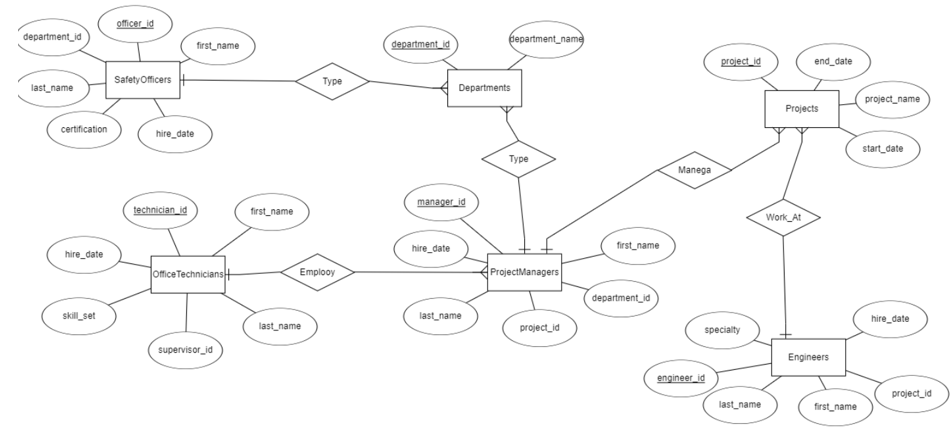 officer_id
department_id
first_name
SafetyOfficers
last_name
certification
hire_date
Type
department_id
department_name
Departments
Type
project_id
end_date
Projects
project_name
start_date
Manega
Work_At
technician_id
first_name
hire_date
OfficeTechnicians
skill_set
last_name
supervisor_id
Emplooy
manager_id
hire_date
first_name
ProjectManagers
department_id
last_name
project_id
specialty
hire_date
Engineers
engineer_id
project_id
last_name
first_name